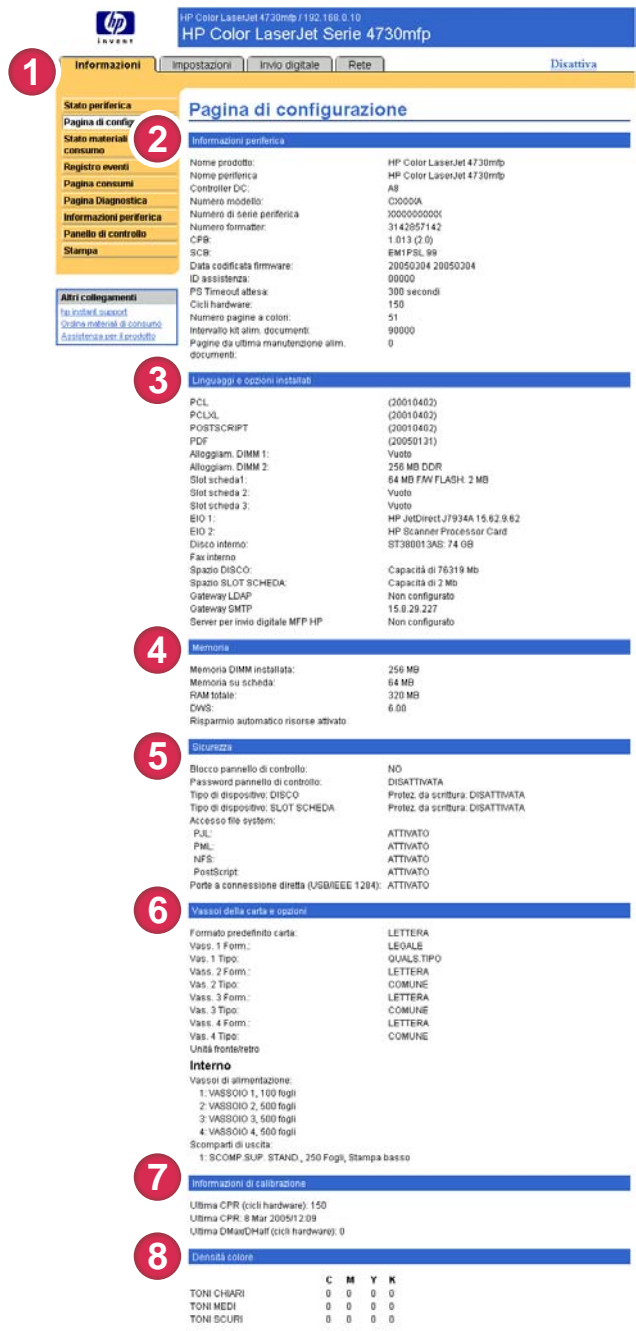 hp
invent
HP Color LaserJet 4730mfp / 192.168.0.10
HP Color LaserJet Serie 4730mfp
1
Informazioni
Impostazioni
Invio digitale
Rete
Disattiva
Stato periferica
Pagina di config
Stato materiali
consumo
Registro eventi
Pagina consumi
Pagina Diagnostica
Informazioni periferica
Panello di controllo
Stampa
Altri collegamenti
hp instant support
Ordina materiali di consumo
Assistenza per il prodotto
Pagina di configurazione
2
Informazioni periferica
Nome prodotto: HP Color LaserJet 4730mfp
Nome periferica HP Color LaserJet 4730mfp
Controller DC: A8
Numero modello:
Numero di serie periferica
Numero formatter: 3142857142
CPB: 1.013 (2.0)
SCB: EM1PSL 99
Data codificata firmware: 20050304 20050304
ID assistenza: 00000
PS Timeout attesa: 300 secondi
Cicli hardware: 150
Numero pagine a colori: 51
Intervallo kit alim. documenti: 90000
Pagine da ultima manutenzione alim. 0
documenti:
3
Linguaggi e opzioni installati
PCL (20010402)
PCLXL (20010402)
POSTSCRIPT (20010402)
PDF (20050131)
Alloggiam. DIMM 1: Vuoto
Alloggiam. DIMM 2: 256 MB DDR
Slot scheda1: 64 MB F/W FLASH: 2 MB
Slot scheda 2: Vuoto
Slot scheda 3: Vuoto
EIO 1: HP JetDirect J7934A 15.62.9.62
EIO 2: HP Scanner Processor Card
Disco interno: ST380013AS: 74 GB
Fax interno
Spazio DISCO: Capacità di 76319 Mb
Spazio SLOT SCHEDA: Capacità di 2 Mb
Gateway LDAP Non configurato
Gateway SMTP 15.8.29.227
Server per invio digitale MFP HP Non configurato
4
Memoria
Memoria DIMM installata: 256 MB
Memoria su scheda: 64 MB
RAM totale: 320 MB
DWS: 6.00
Risparmio automatico risorse attivato
5
Sicurezza
Blocco pannello di controllo: NO
Password pannello di controllo: DISATTIVATA
Tipo di dispositivo: DISCO Protez. da scrittura: DISATTIVATA
Tipo di dispositivo: SLOT SCHEDA Protez. da scrittura: DISATTIVATA
Accesso file system:
PJL: ATTIVATO
PML: ATTIVATO
NFS: ATTIVATO
PostScript: ATTIVATO
Porte a connessione diretta (USB/IEEE 1284): ATTIVATO
6
Vassoi della carta e opzioni
Formato predefinito carta: LETTERA
Vass. 1 Form.: LEGALE
Vas. 1 Tipo: QUALS.TIPO
Vass. 2 Form.: LETTERA
Vas. 2 Tipo: COMUNE
Vass. 3 Form.: LETTERA
Vas. 3 Tipo: COMUNE
Vass. 4 Form.: LETTERA
Vas. 4 Tipo: COMUNE
Unità fronte/retro
Interno
Vassoi di alimentazione:
1: VASSOIO 1, 100 fogli
2: VASSOIO 2, 500 fogli
3: VASSOIO 3, 500 fogli
4: VASSOIO 4, 500 fogli
Scomparti di uscita:
1: SCOMP.SUP. STAND., 250 Fogli, Stampa basso
7
Informazioni di calibrazione
Ultima CPR (cicli hardware): 150
Ultima CPR: 8 Mar 2005/12:09
Ultima DMax/DHalf (cicli hardware): 0
8
Densità colore
C M Y K
TONI CHIARI 0 0 0 0
TONI MEDI 0 0 0 0
TONI SCURI 0 0 0 0